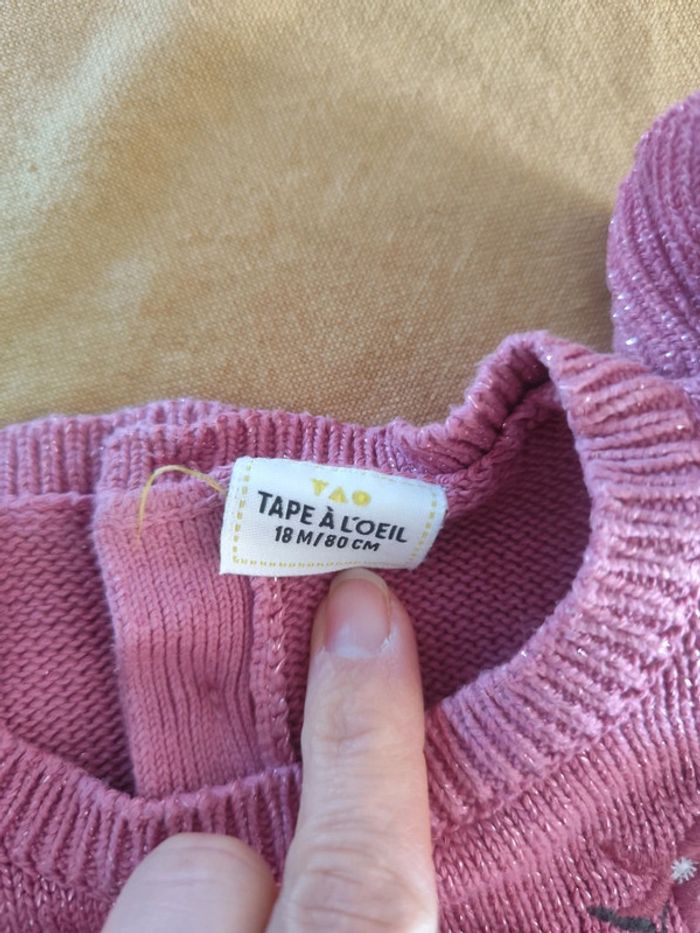 TAO
TAPE À L'OEIL
18 M/80 CM